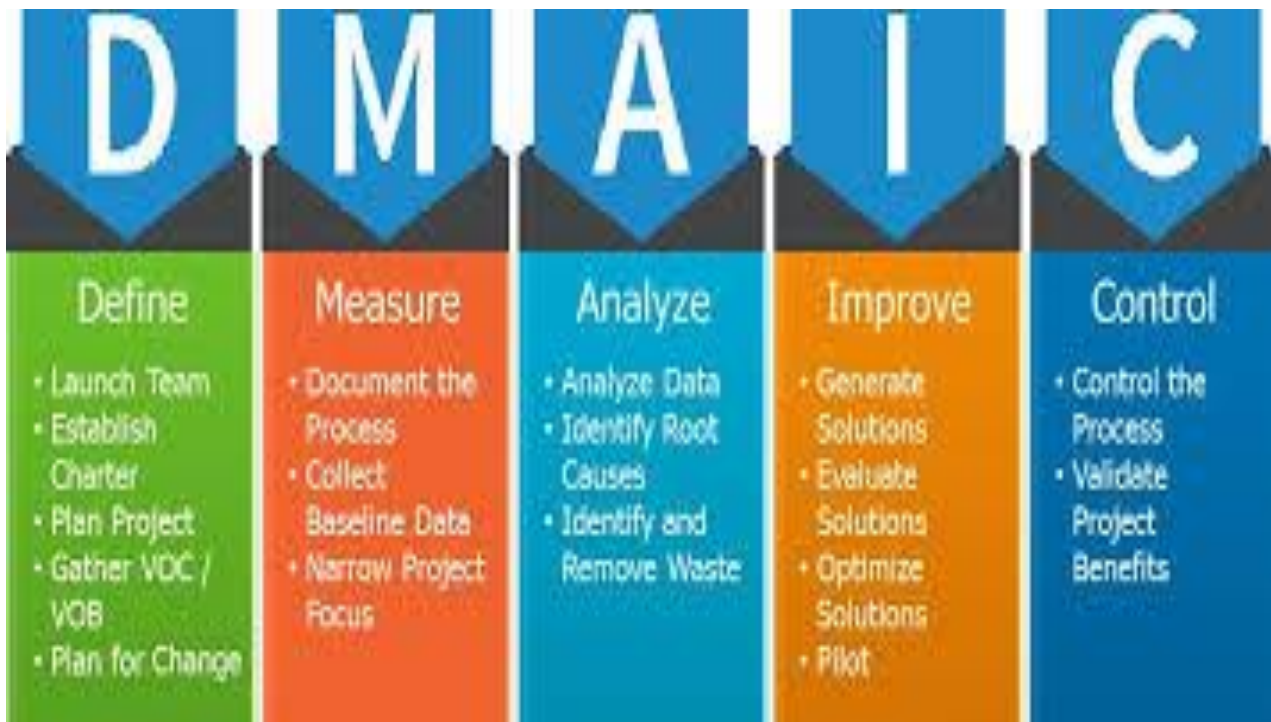 D
M
A
I
C
Define
• Launch Team
• Establish
Charter
• Plan Project
• Gather VOC /
VOB
• Plan for Change
Measure
• Document the
Process
• Collect
Baseline Data
• Narrow Project
Focus
Analyze
• Analyze Data
• Identify Root
Causes
• Identify and
Remove Waste
Improve
• Generate
Solutions
• Evaluate
Solutions
• Optimize
Solutions
• Pilot
Control
• Control the
Process
• Validate
Project
Benefits